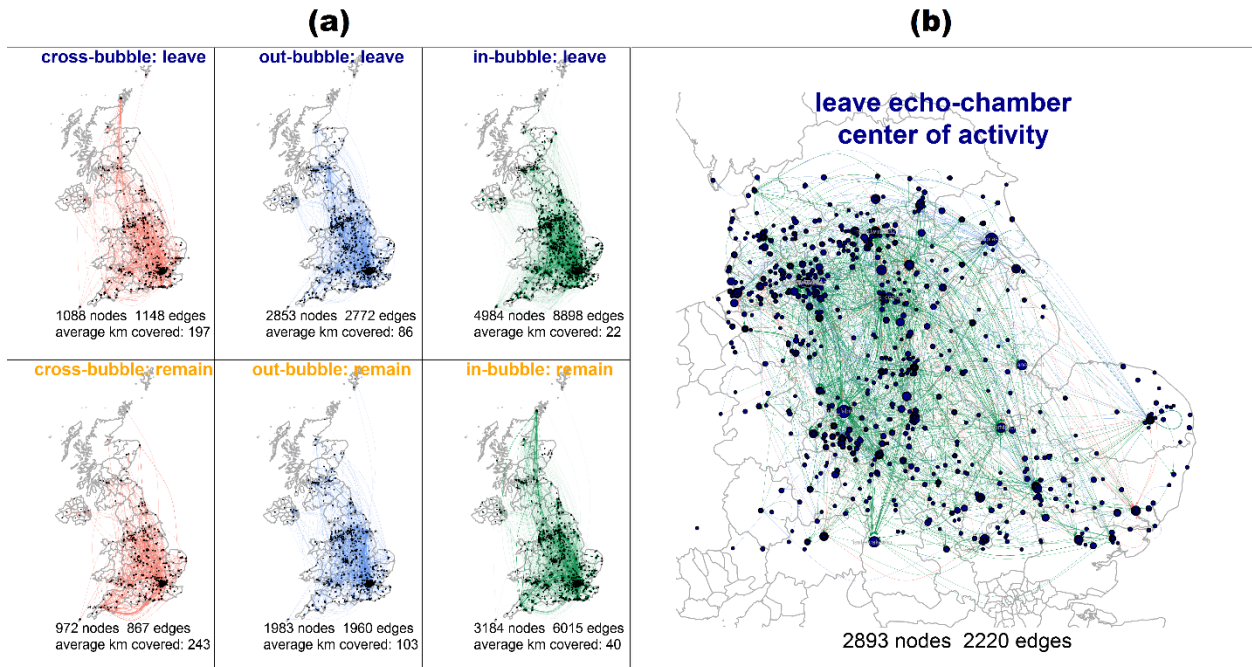 (a)
(b)
cross-bubble: leave
out-bubble: leave
in-bubble: leave
1088 nodes 1148 edges
average km covered: 197
2853 nodes 2772 edges
average km covered: 86
4984 nodes 8898 edges
average km covered: 22
cross-bubble: remain
out-bubble: remain
in-bubble: remain
972 nodes 867 edges
average km covered: 243
1983 nodes 1960 edges
average km covered: 103
3184 nodes 6015 edges
average km covered: 40
leave echo-chamber
center of activity
2893 nodes 2220 edges